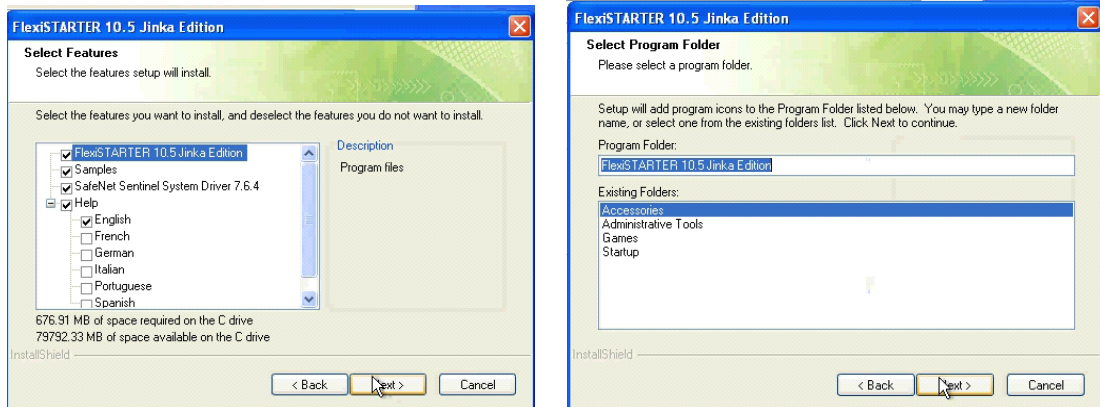 FlexiSTARTER 10.5 Jinka Edition
Select Features
Select the features setup will install.
Select the features you want to install, and deselect the features you do not want to install.
FlexiSTARTER 10.5 Jinka Edition
Samples
SafeNet Sentinel System Driver 7.6.4
Help
English
French
German
Italian
Portuguese
Spanish
Description
Program files
676.91 MB of space required on the C drive
79792.33 MB of space available on the C drive
InstallShield
< Back
Next >
Cancel
FlexiSTARTER 10.5 Jinka Edition
Select Program Folder
Please select a program folder.
Setup will add program icons to the Program Folder listed below. You may type a new folder
name, or select one from the existing folders list. Click Next to continue.
Program Folder:
FlexiSTARTER 10.5 Jinka Edition
Existing Folders:
Accessories
Administrative Tools
Games
Startup
InstallShield
< Back
Next >
Cancel